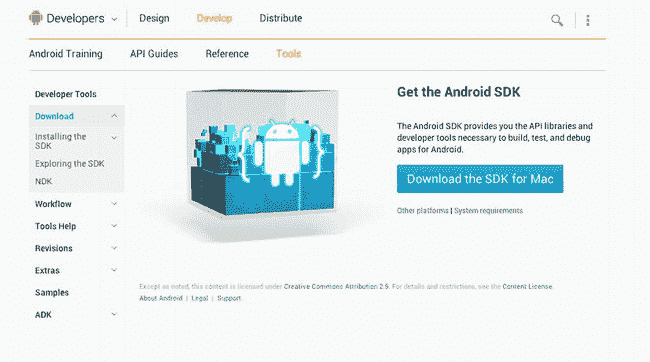 Developers
Design
Develop
Distribute
Android Training
API Guides
Reference
Tools
Developer Tools
Download
Installing the
SDK
Exploring the SDK
NDK
Workflow
Tools Help
Revisions
Extras
Samples
ADK
Get the Android SDK
The Android SDK provides you the API libraries and
developer tools necessary to build, test, and debug
apps for Android.
Download the SDK for Mac
Other platforms | System requirements
Except as noted, this content is licensed under Creative Commons Attribution 2.5. For details and restrictions, see the Content License.
About Android | Legal | Support